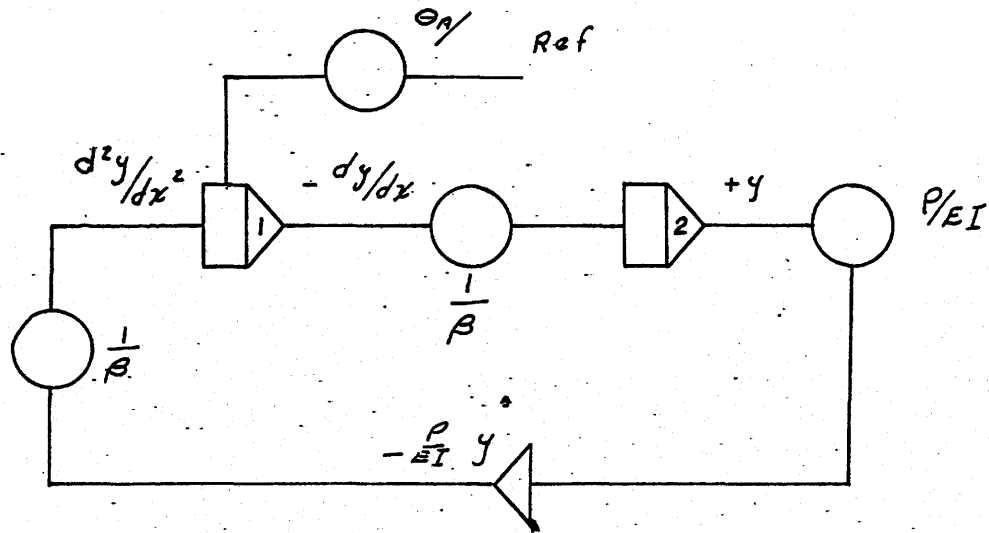 θA/
Ref
d²y/dx²
- dy/dx
+y
P/EI
1
2
1/β
1/β
- P/EI y